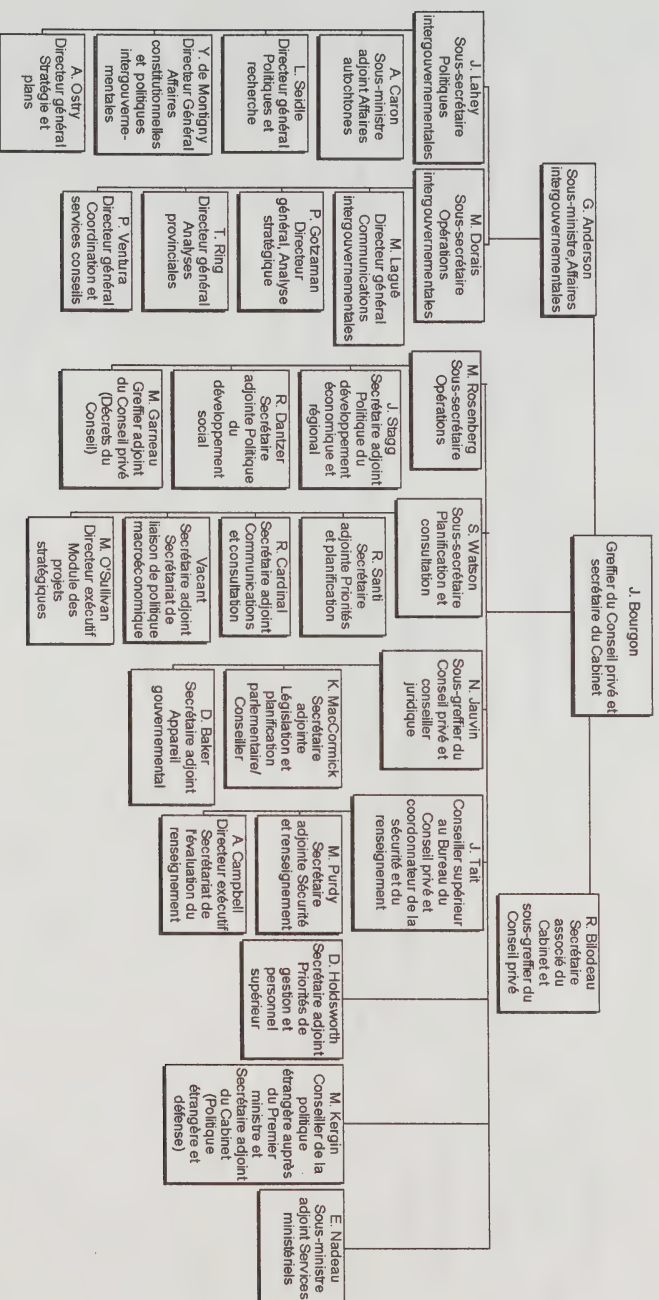 J. Bourgon
Greffier du Conseil privé et
secrétaire du Cabinet
G. Anderson
Sous-ministre, Affaires
intergouvernementales
R. Bilodeau
Secrétaire
associé du
Cabinet et
sous-greffier du
Conseil privé
J. Lahey
Sous-secrétaire
Politiques
intergouvernementales
A. Caron
Sous-ministre
adjoint Affaires
autochtones
L. Seidle
Directeur général
Politiques et
recherche
Y. de Montigny
Directeur Général
Affaires
constitutionnelles
et politiques
intergouverne-
mentales
A. Ostry
Directeur général
Stratégie et
plans
M. Dorais
Sous-secrétaire
Opérations
intergouvernementales
M. Laguë
Directeur général
Communications
intergouvernementales
P. Gotzaman
Directeur
général, Analyse
stratégique
T. Ring
Directeur général
Analyses
provinciales
P. Ventura
Directeur général
Coordination et
services conseils
M. Rosenberg
Sous-secrétaire
Opérations
J. Stagg
Secrétaire adjoint
Politique du
développement
économique et
régional
R. Dantzer
Secrétaire
adjointe Politique
du
développement
social
M. Garneau
Greffier adjoint
du Conseil privé
(Décrets du
Conseil)
S. Watson
Sous-secrétaire
Planification et
consultation
R. Santi
Secrétaire
adjointe Priorités
et planification
R. Cardinal
Secrétaire adjoint
Communications
et consultation
Vacant
Secrétaire adjoint
Secrétariat de
liaison de politique
macroéconomique
M. O'Sullivan
Directeur exécutif
Module des
projets
stratégiques
N. Jauvin
Sous-greffier du
Conseil privé et
conseiller
juridique
K. MacCormick
Secrétaire
adjointe
Législation et
planification
parlementaire/
Conseiller
D. Baker
Secrétaire adjoint
Appareil
gouvernemental
J. Tait
Conseiller supérieur
au Bureau du
Conseil privé et
coordonnateur de la
sécurité et du
renseignement
M. Purdy
Secrétaire
adjointe Sécurité
et renseignement
A. Campbell
Directeur exécutif
Secrétariat de
l'évaluation du
renseignement
D. Holdsworth
Secrétaire adjoint
Priorités de
gestion et
personnel
supérieur
M. Kergin
Conseiller de la
politique
étrangère auprès
du Premier
ministre et
Secrétaire adjoint
du Cabinet
(Politique
étrangère et
défense)
E. Nadeau
Sous-ministre
adjoint Services
ministériels